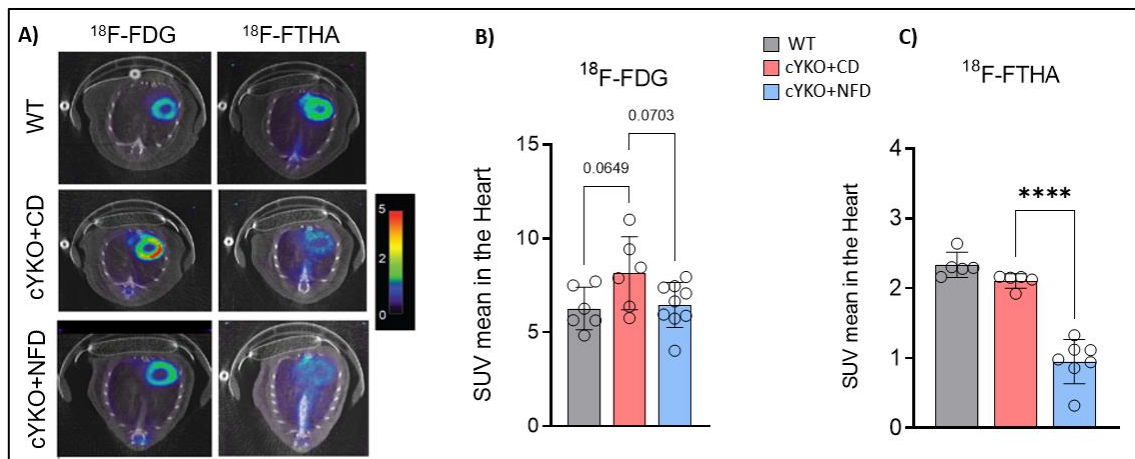 A)
¹⁸F-FDG
¹⁸F-FTHA
WT
cYKO+CD
cYKO+NFD
5
2
0
B)
¹⁸F-FDG
SUV mean in the Heart
15
10
5
0
0.0649
0.0703
WT
cYKO+CD
cYKO+NFD
C)
¹⁸F-FTHA
SUV mean in the Heart
4
3
2
1
0
****